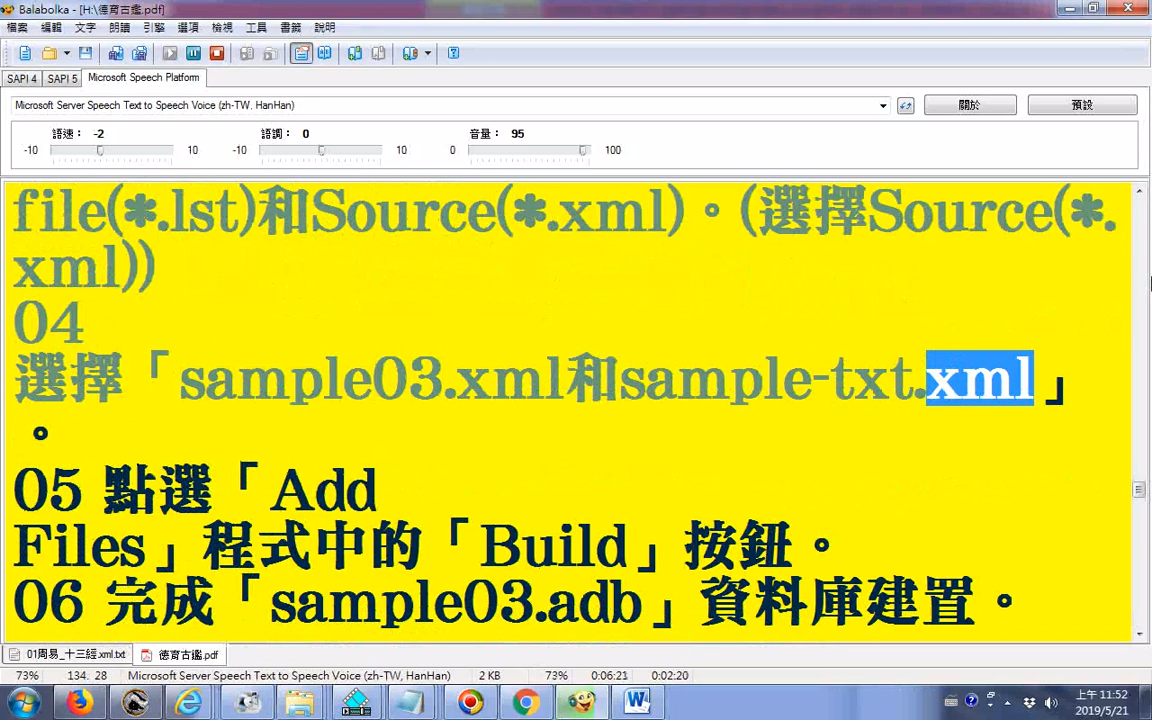 Balabolka - [H:\德育古鑑.pdf]
檔案 編輯 文字 朗讀 引擎 選項 檢視 工具 書籤 說明
SAPI 4 SAPI 5 Microsoft Speech Platform
Microsoft Server Speech Text to Speech Voice (zh-TW, HanHan) 關於 預設
語速： -2 語調： 0 音量： 95
-10 10 -10 10 0 100
file(*.lst)和Source(*.xml)。(選擇Source(*.
xml))
04
選擇「sample03.xml和sample-txt.xml」
。
05 點選「Add
Files」程式中的「Build」按鈕。
06 完成「sample03.adb」資料庫建置。
01周易_十三經.xml.txt 德育古鑑.pdf
73% 134: 28 Microsoft Server Speech Text to Speech Voice (zh-TW, HanHan) 2 KB 73% 0:06:21 0:02:20
上午 11:52
2019/5/21